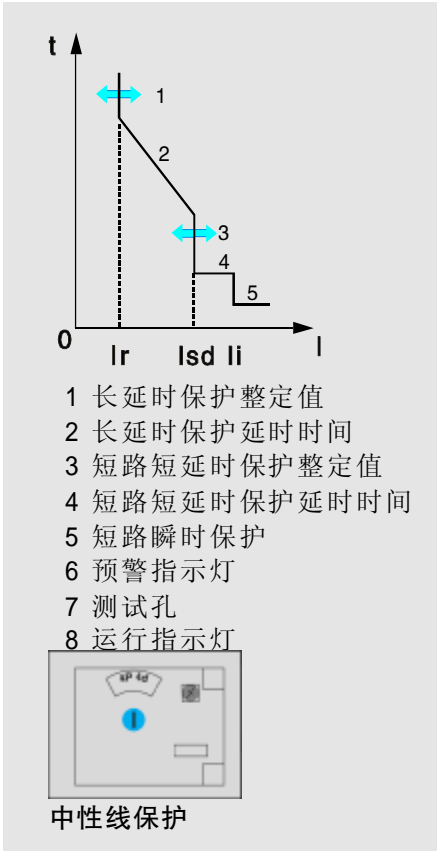 t
1
2
3
4
5
0
Ir Isd Ii I
1 长延时保护整定值
2 长延时保护延时时间
3 短路短延时保护整定值
4 短路短延时保护延时时间
5 短路瞬时保护
6 预警指示灯
7 测试孔
8 运行指示灯
中性线保护